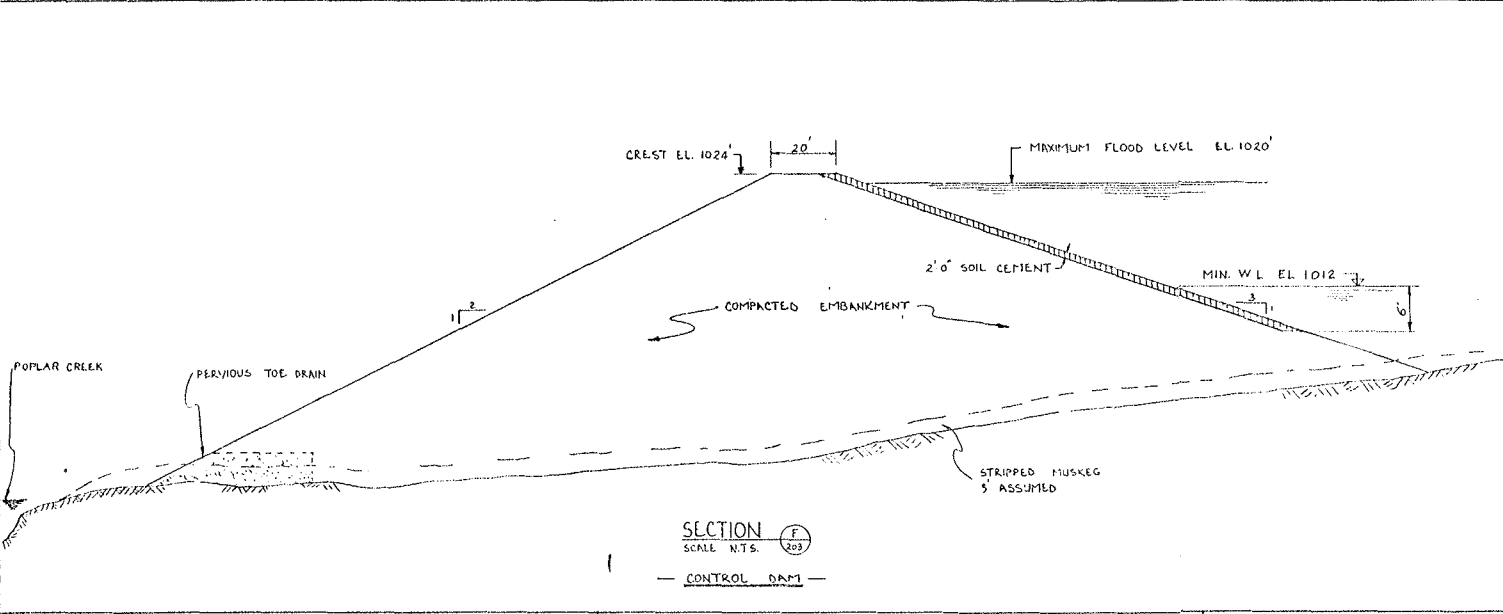 CREST EL. 1024'
20'
MAXIMUM FLOOD LEVEL EL. 1020'
2'0" SOIL CEMENT
MIN. W L EL 1012
3
1
6'
2
1
COMPACTED EMBANKMENT
POPLAR CREEK
PERVIOUS TOE DRAIN
STRIPPED MUSKEG
3' ASSUMED
SECTION F
SCALE N.T.S. 203
— CONTROL DAM —